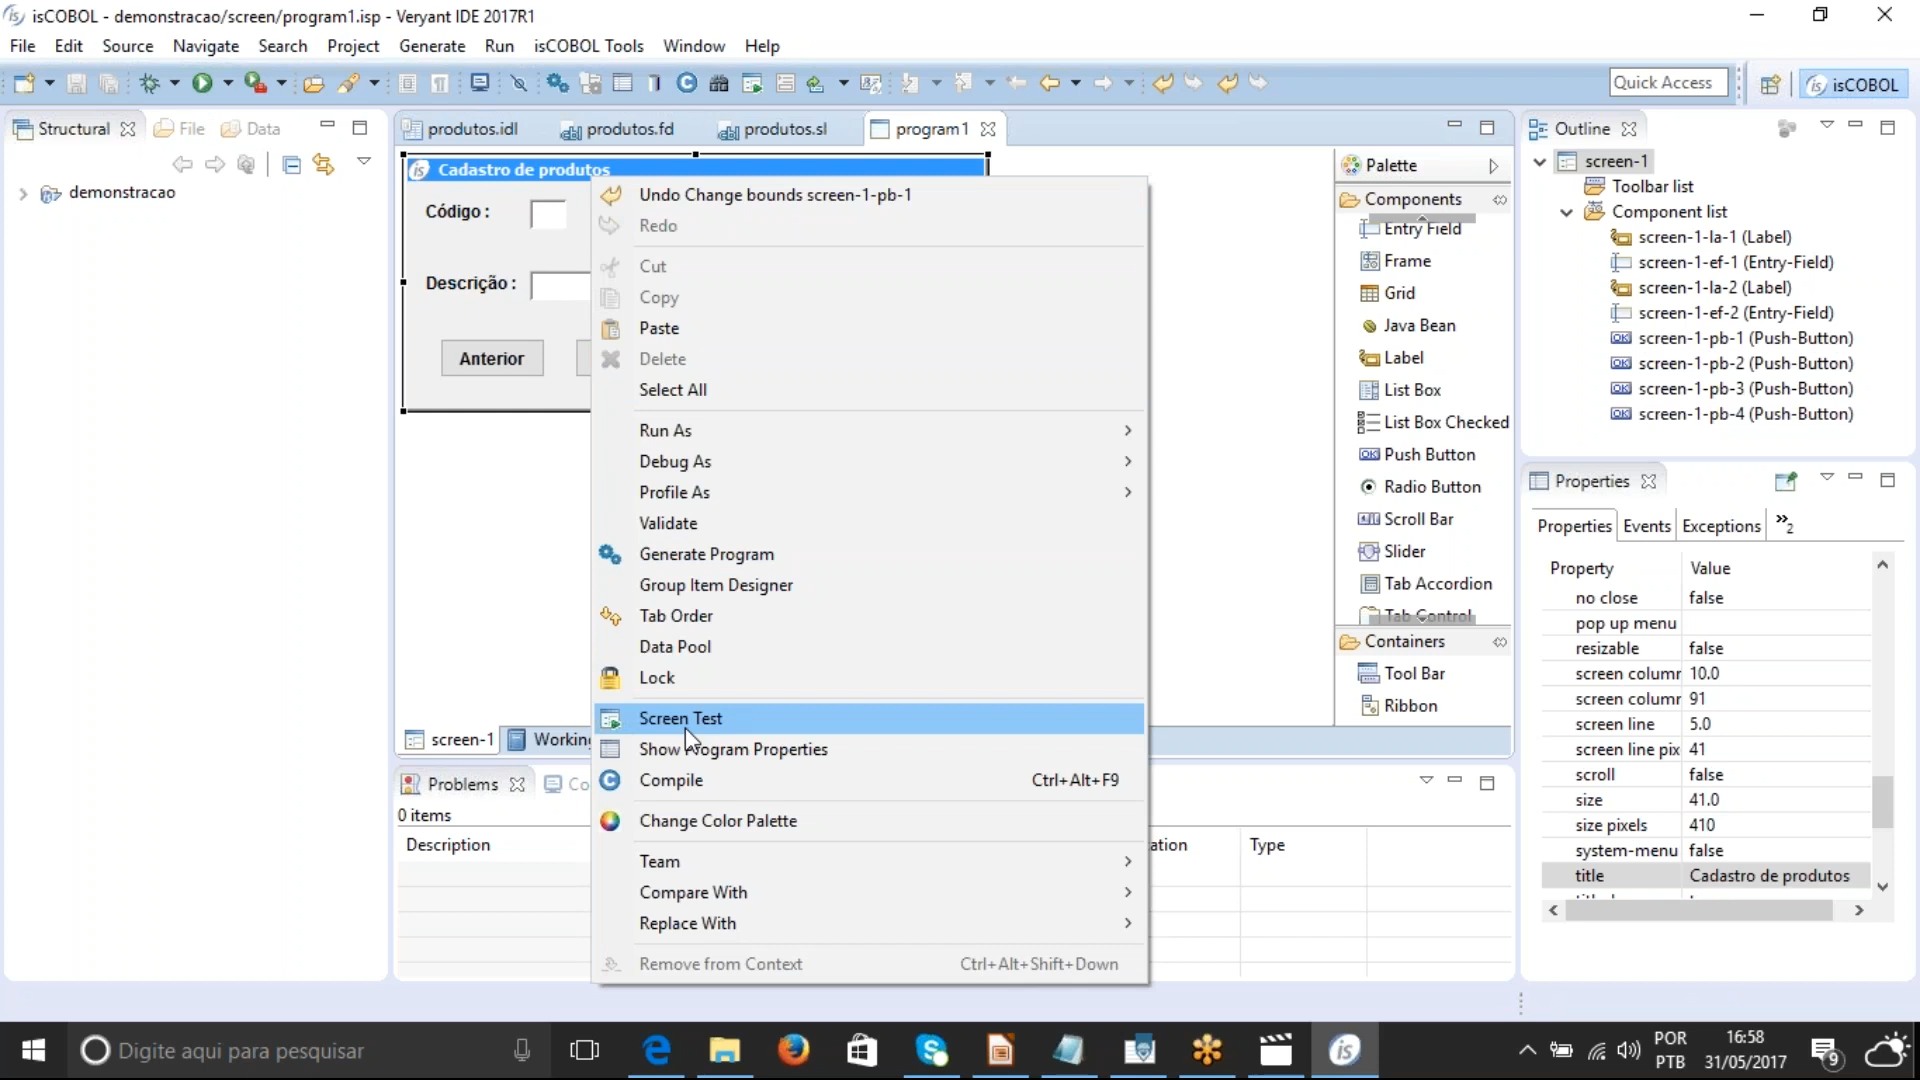 isCOBOL - demonstracao/screen/program1.isp - Veryant IDE 2017R1
File Edit Source Navigate Search Project Generate Run isCOBOL Tools Window Help
Quick Access
isCOBOL
Structural
File
Data
demonstracao
produtos.idl
produtos.fd
produtos.sl
program1
Cadastro de produtos
Código :
Descrição :
Anterior
screen-1
Undo Change bounds screen-1-pb-1
Redo
Cut
Copy
Paste
Delete
Select All
Run As
Debug As
Profile As
Validate
Generate Program
Group Item Designer
Tab Order
Data Pool
Lock
Screen Test
Show Program Properties
Compile Ctrl+Alt+F9
Change Color Palette
Team
Compare With
Replace With
Remove from Context Ctrl+Alt+Shift+Down
Problems
0 items
Description
Type
Palette
Components
Entry Field
Frame
Grid
Java Bean
Label
List Box
List Box Checked
Push Button
Radio Button
Scroll Bar
Slider
Tab Accordion
Tab Control
Containers
Tool Bar
Ribbon
Outline
screen-1
Toolbar list
Component list
screen-1-la-1 (Label)
screen-1-ef-1 (Entry-Field)
screen-1-la-2 (Label)
screen-1-ef-2 (Entry-Field)
screen-1-pb-1 (Push-Button)
screen-1-pb-2 (Push-Button)
screen-1-pb-3 (Push-Button)
screen-1-pb-4 (Push-Button)
Properties
Properties Events Exceptions »2
Property Value
no close false
pop up menu
resizable false
screen column 10.0
screen column 91
screen line 5.0
screen line pix 41
scroll false
size 41.0
size pixels 410
system-menu false
title Cadastro de produtos
Digite aqui para pesquisar
POR
PTB
16:58
31/05/2017
9